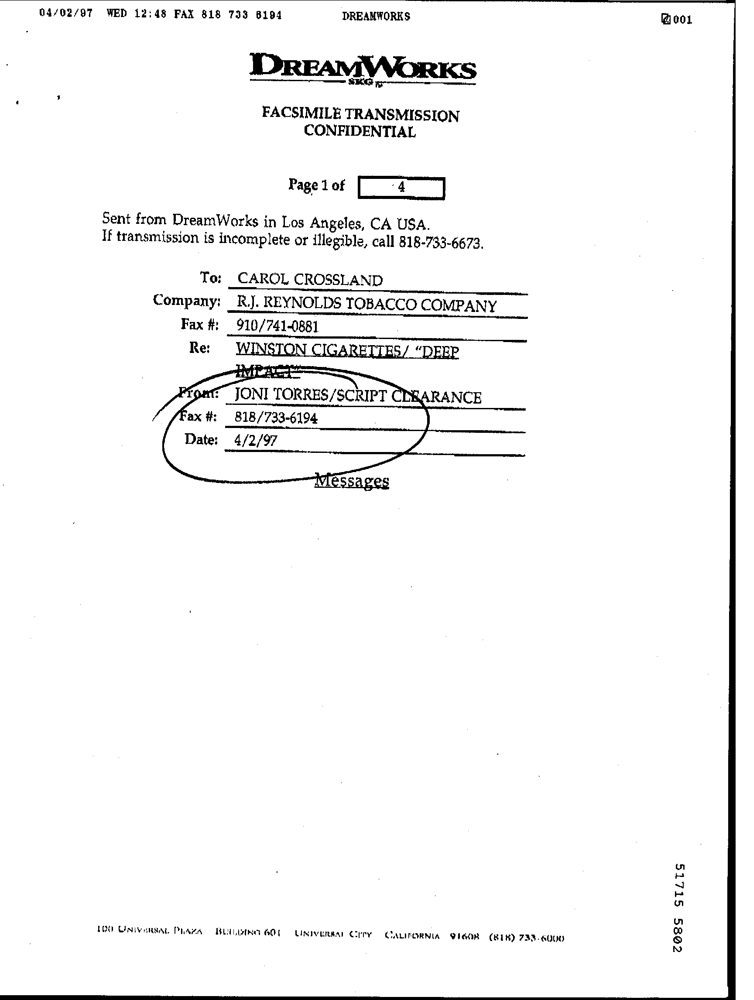 04/02/97 WED 12:48 FAX 818 733 6194 DREAMWORKS 001
DREAMWORKS
SKG
FACSIMILE TRANSMISSION
CONFIDENTIAL
Page 1 of 4
Sent from DreamWorks in Los Angeles, CA USA.
If transmission is incomplete or illegible, call 818-733-6673.
To: CAROL CROSSLAND
Company: R.J. REYNOLDS TOBACCO COMPANY
Fax #: 910/741-0881
Re: WINSTON CIGARETTES/ "DEEP
IMPACT"
From: JONI TORRES/SCRIPT CLEARANCE
Fax #: 818/733-6194
Date: 4/2/97
Messages
100 UNIVERSAL PLAZA BUILDING 601 UNIVERSAL CITY CALIFORNIA 91608 (818) 733-6000
51715 5802